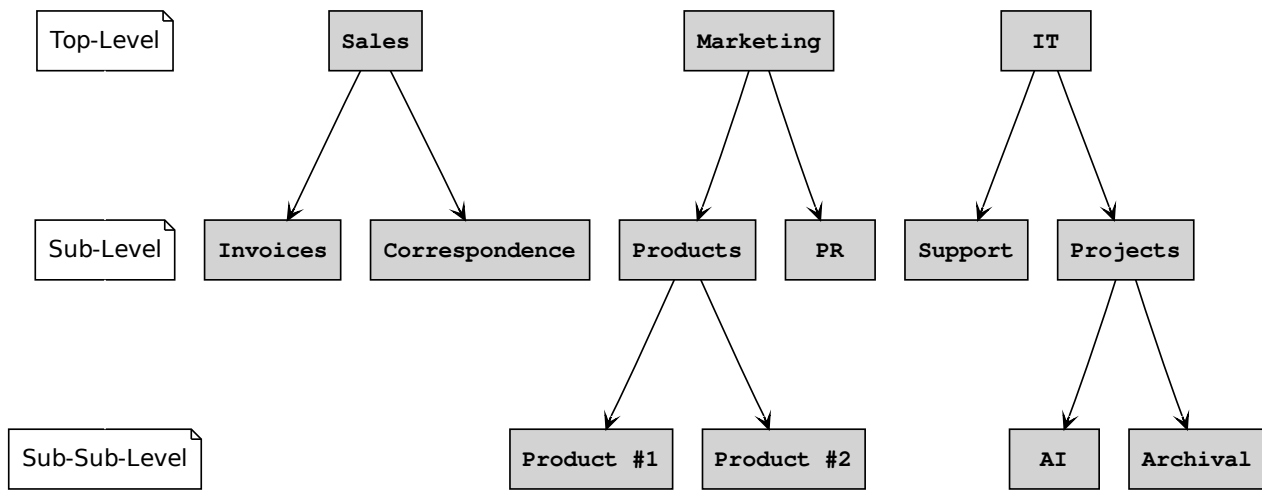 Top-Level
Sales
Marketing
IT
Sub-Level
Invoices
Correspondence
Products
PR
Support
Projects
Sub-Sub-Level
Product #1
Product #2
AI
Archival